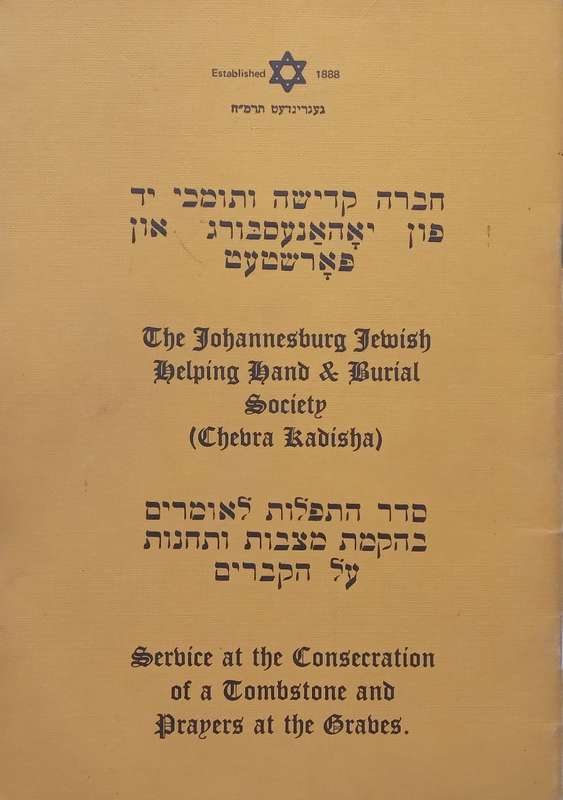 Established 1888
געגרינדעט תרמ״ח
חברה קדישה ותומכי יד
פון יאָהאַנעסבורג און
פאָרשטעט
The Johannesburg Jewish
Helping Hand & Burial
Society
(Chevra Kadisha)
סדר התפלות לאומרים
בהקמת מצבות ותחנות
על הקברים
Service at the Consecration
of a Tombstone and
Prayers at the Graves.